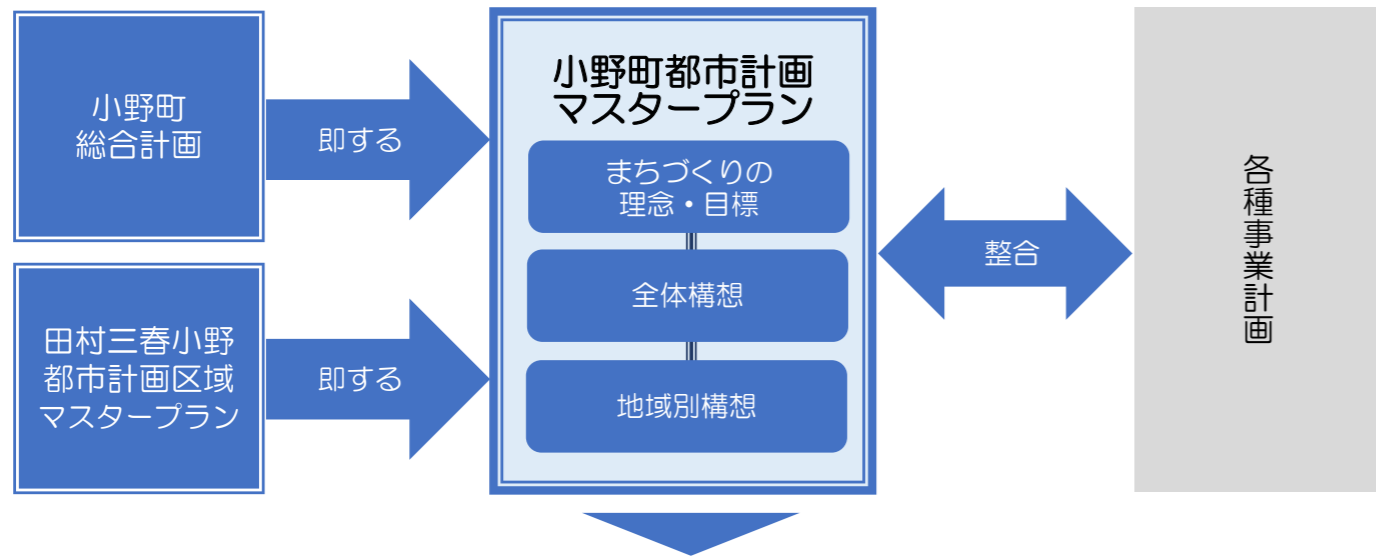 小野町
総合計画
即する
田村三春小野
都市計画区域
マスタープラン
即する
小野町都市計画
マスタープラン
まちづくりの
理念・目標
全体構想
地域別構想
整合
各種事業計画